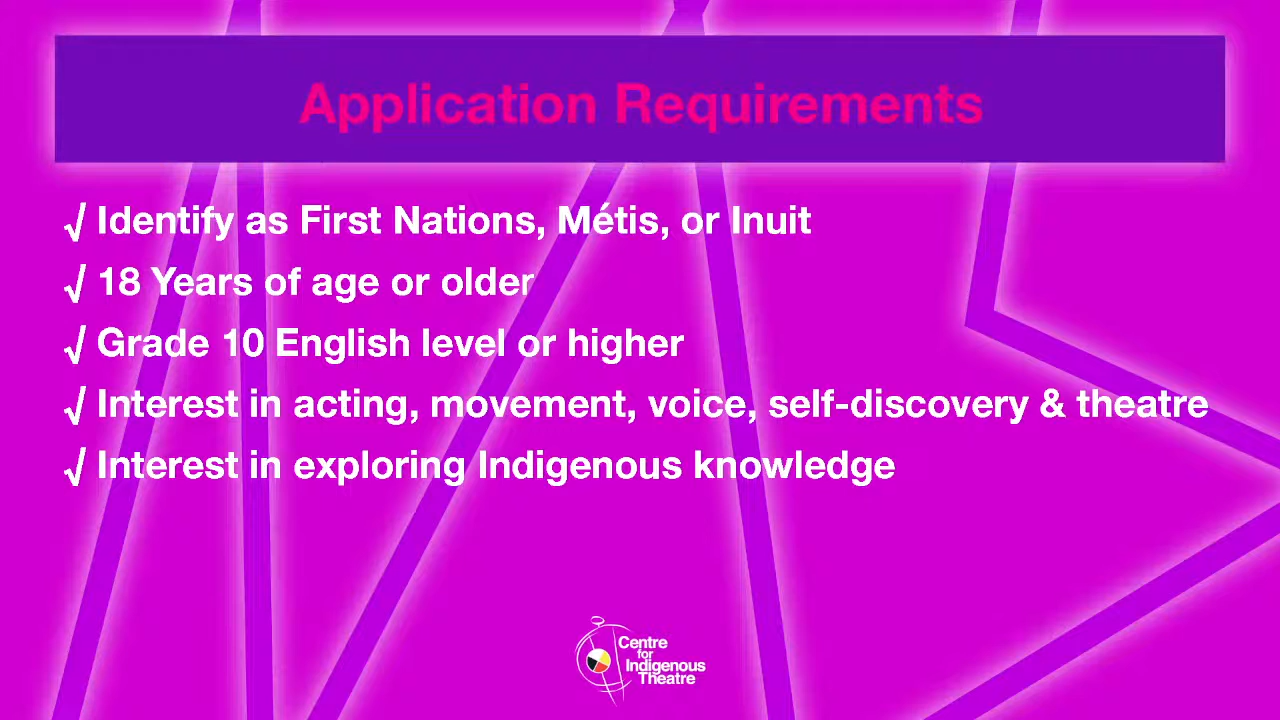 Application Requirements
√ Identify as First Nations, Métis, or Inuit
√ 18 Years of age or older
√ Grade 10 English level or higher
√ Interest in acting, movement, voice, self-discovery & theatre
√ Interest in exploring Indigenous knowledge
Centre
for
Indigenous
Theatre